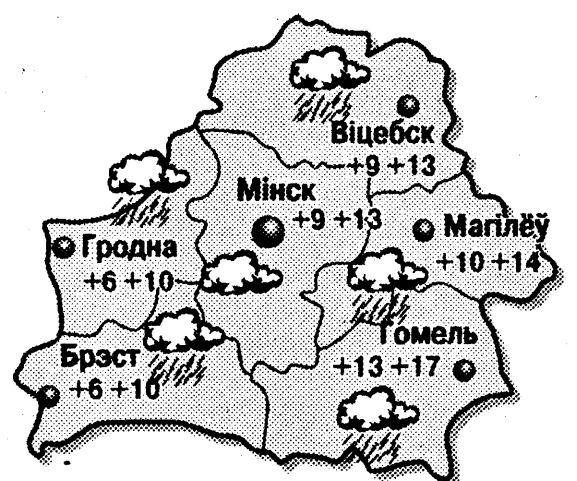 Віцебск
+9 +13
Мінск
+9 +13
Магілёў
+10 +14
Гродна
+6 +10
Гомель
+13 +17
Брэст
+6 +10